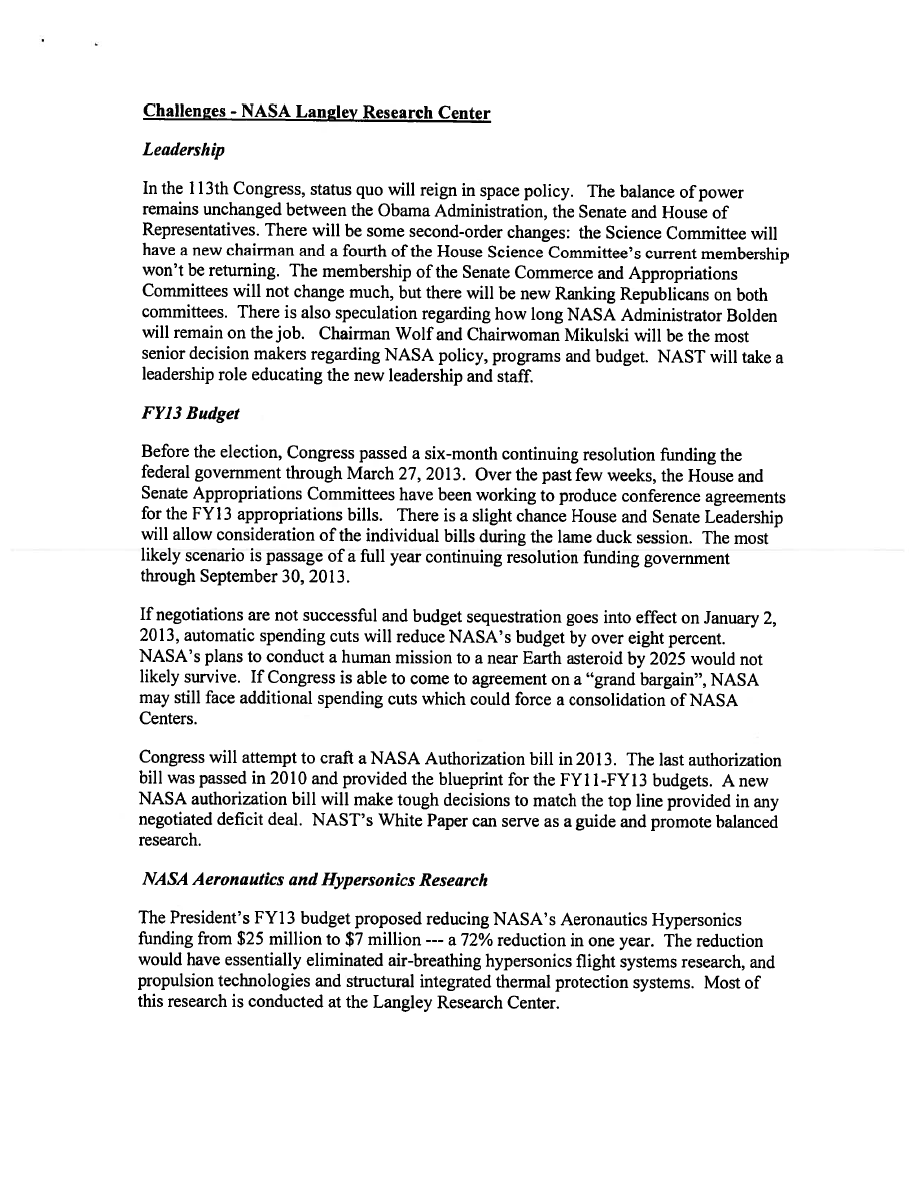 Challenges - NASA Langley Research Center
Leadership
In the 113th Congress, status quo will reign in space policy.   The balance of power
remains unchanged between the Obama Administration, the Senate and House of
Representatives. There will be some second-order changes:  the Science Committee will
have a new chairman and a fourth of the House Science Committee's current membership
won't be returning.  The membership of the Senate Commerce and Appropriations
Committees will not change much, but there will be new Ranking Republicans on both
committees.  There is also speculation regarding how long NASA Administrator Bolden
will remain on the job.   Chairman Wolf and Chairwoman Mikulski will be the most
senior decision makers regarding NASA policy, programs and budget.  NAST will take a
leadership role educating the new leadership and staff.
FY13 Budget
Before the election, Congress passed a six-month continuing resolution funding the
federal government through March 27, 2013.  Over the past few weeks, the House and
Senate Appropriations Committees have been working to produce conference agreements
for the FY13 appropriations bills.   There is a slight chance House and Senate Leadership
will allow consideration of the individual bills during the lame duck session.  The most
likely scenario is passage of a full year continuing resolution funding government
through September 30, 2013.
If negotiations are not successful and budget sequestration goes into effect on January 2,
2013, automatic spending cuts will reduce NASA's budget by over eight percent.
NASA's plans to conduct a human mission to a near Earth asteroid by 2025 would not
likely survive.  If Congress is able to come to agreement on a "grand bargain", NASA
may still face additional spending cuts which could force a consolidation of NASA
Centers.
Congress will attempt to craft a NASA Authorization bill in 2013.  The last authorization
bill was passed in 2010 and provided the blueprint for the FY11-FY13 budgets.  A new
NASA authorization bill will make tough decisions to match the top line provided in any
negotiated deficit deal.  NAST's White Paper can serve as a guide and promote balanced
research.
NASA Aeronautics and Hypersonics Research
The President's FY13 budget proposed reducing NASA's Aeronautics Hypersonics
funding from $25 million to $7 million --- a 72% reduction in one year.  The reduction
would have essentially eliminated air-breathing hypersonics flight systems research, and
propulsion technologies and structural integrated thermal protection systems.  Most of
this research is conducted at the Langley Research Center.